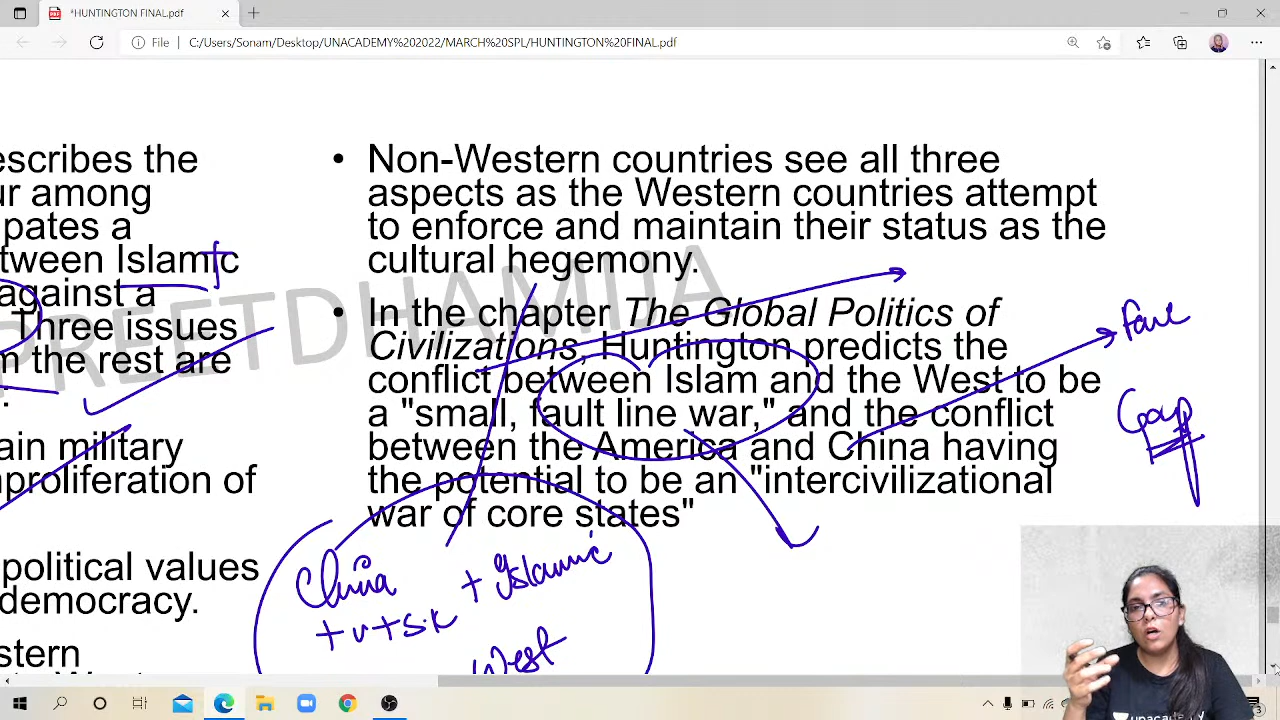 *HUNTINGTON FINAL.pdf
File
C:/Users/Sonam/Desktop/UNACADEMY%202022/MARCH%20SPL/HUNTINGTON%20FINAL.pdf
escribes the
ur among
pates a
tween Islamic
against a
Three issues
m the rest are
ain military
nproliferation of
political values
democracy.
stern
• Non-Western countries see all three
aspects as the Western countries attempt
to enforce and maintain their status as the
cultural hegemony.
• In the chapter The Global Politics of
Civilizations, Huntington predicts the
conflict between Islam and the West to be
a "small, fault line war," and the conflict
between the America and China having
the potential to be an "intercivilizational
war of core states"
PREETDHAMIJA
China
+ Islamic
+ v + S.K
West
unacademy